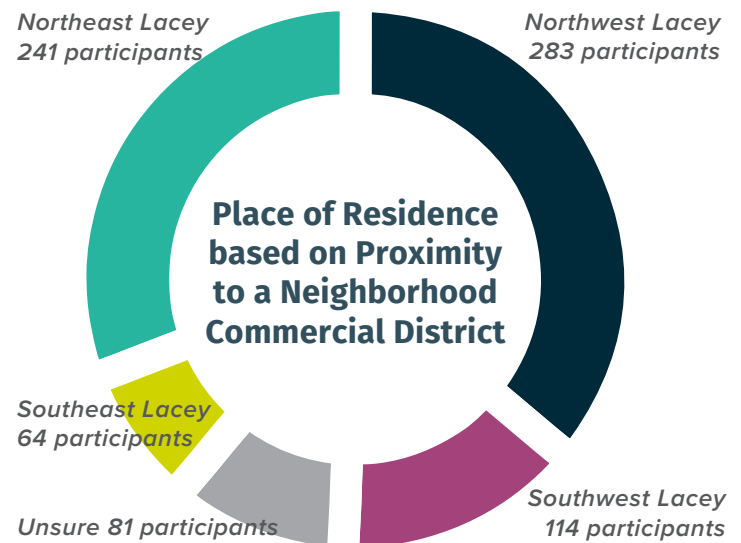 Northeast Lacey
241 participants
Northwest Lacey
283 participants
Place of Residence
based on Proximity
to a Neighborhood
Commercial District
Southeast Lacey
64 participants
Unsure 81 participants
Southwest Lacey
114 participants